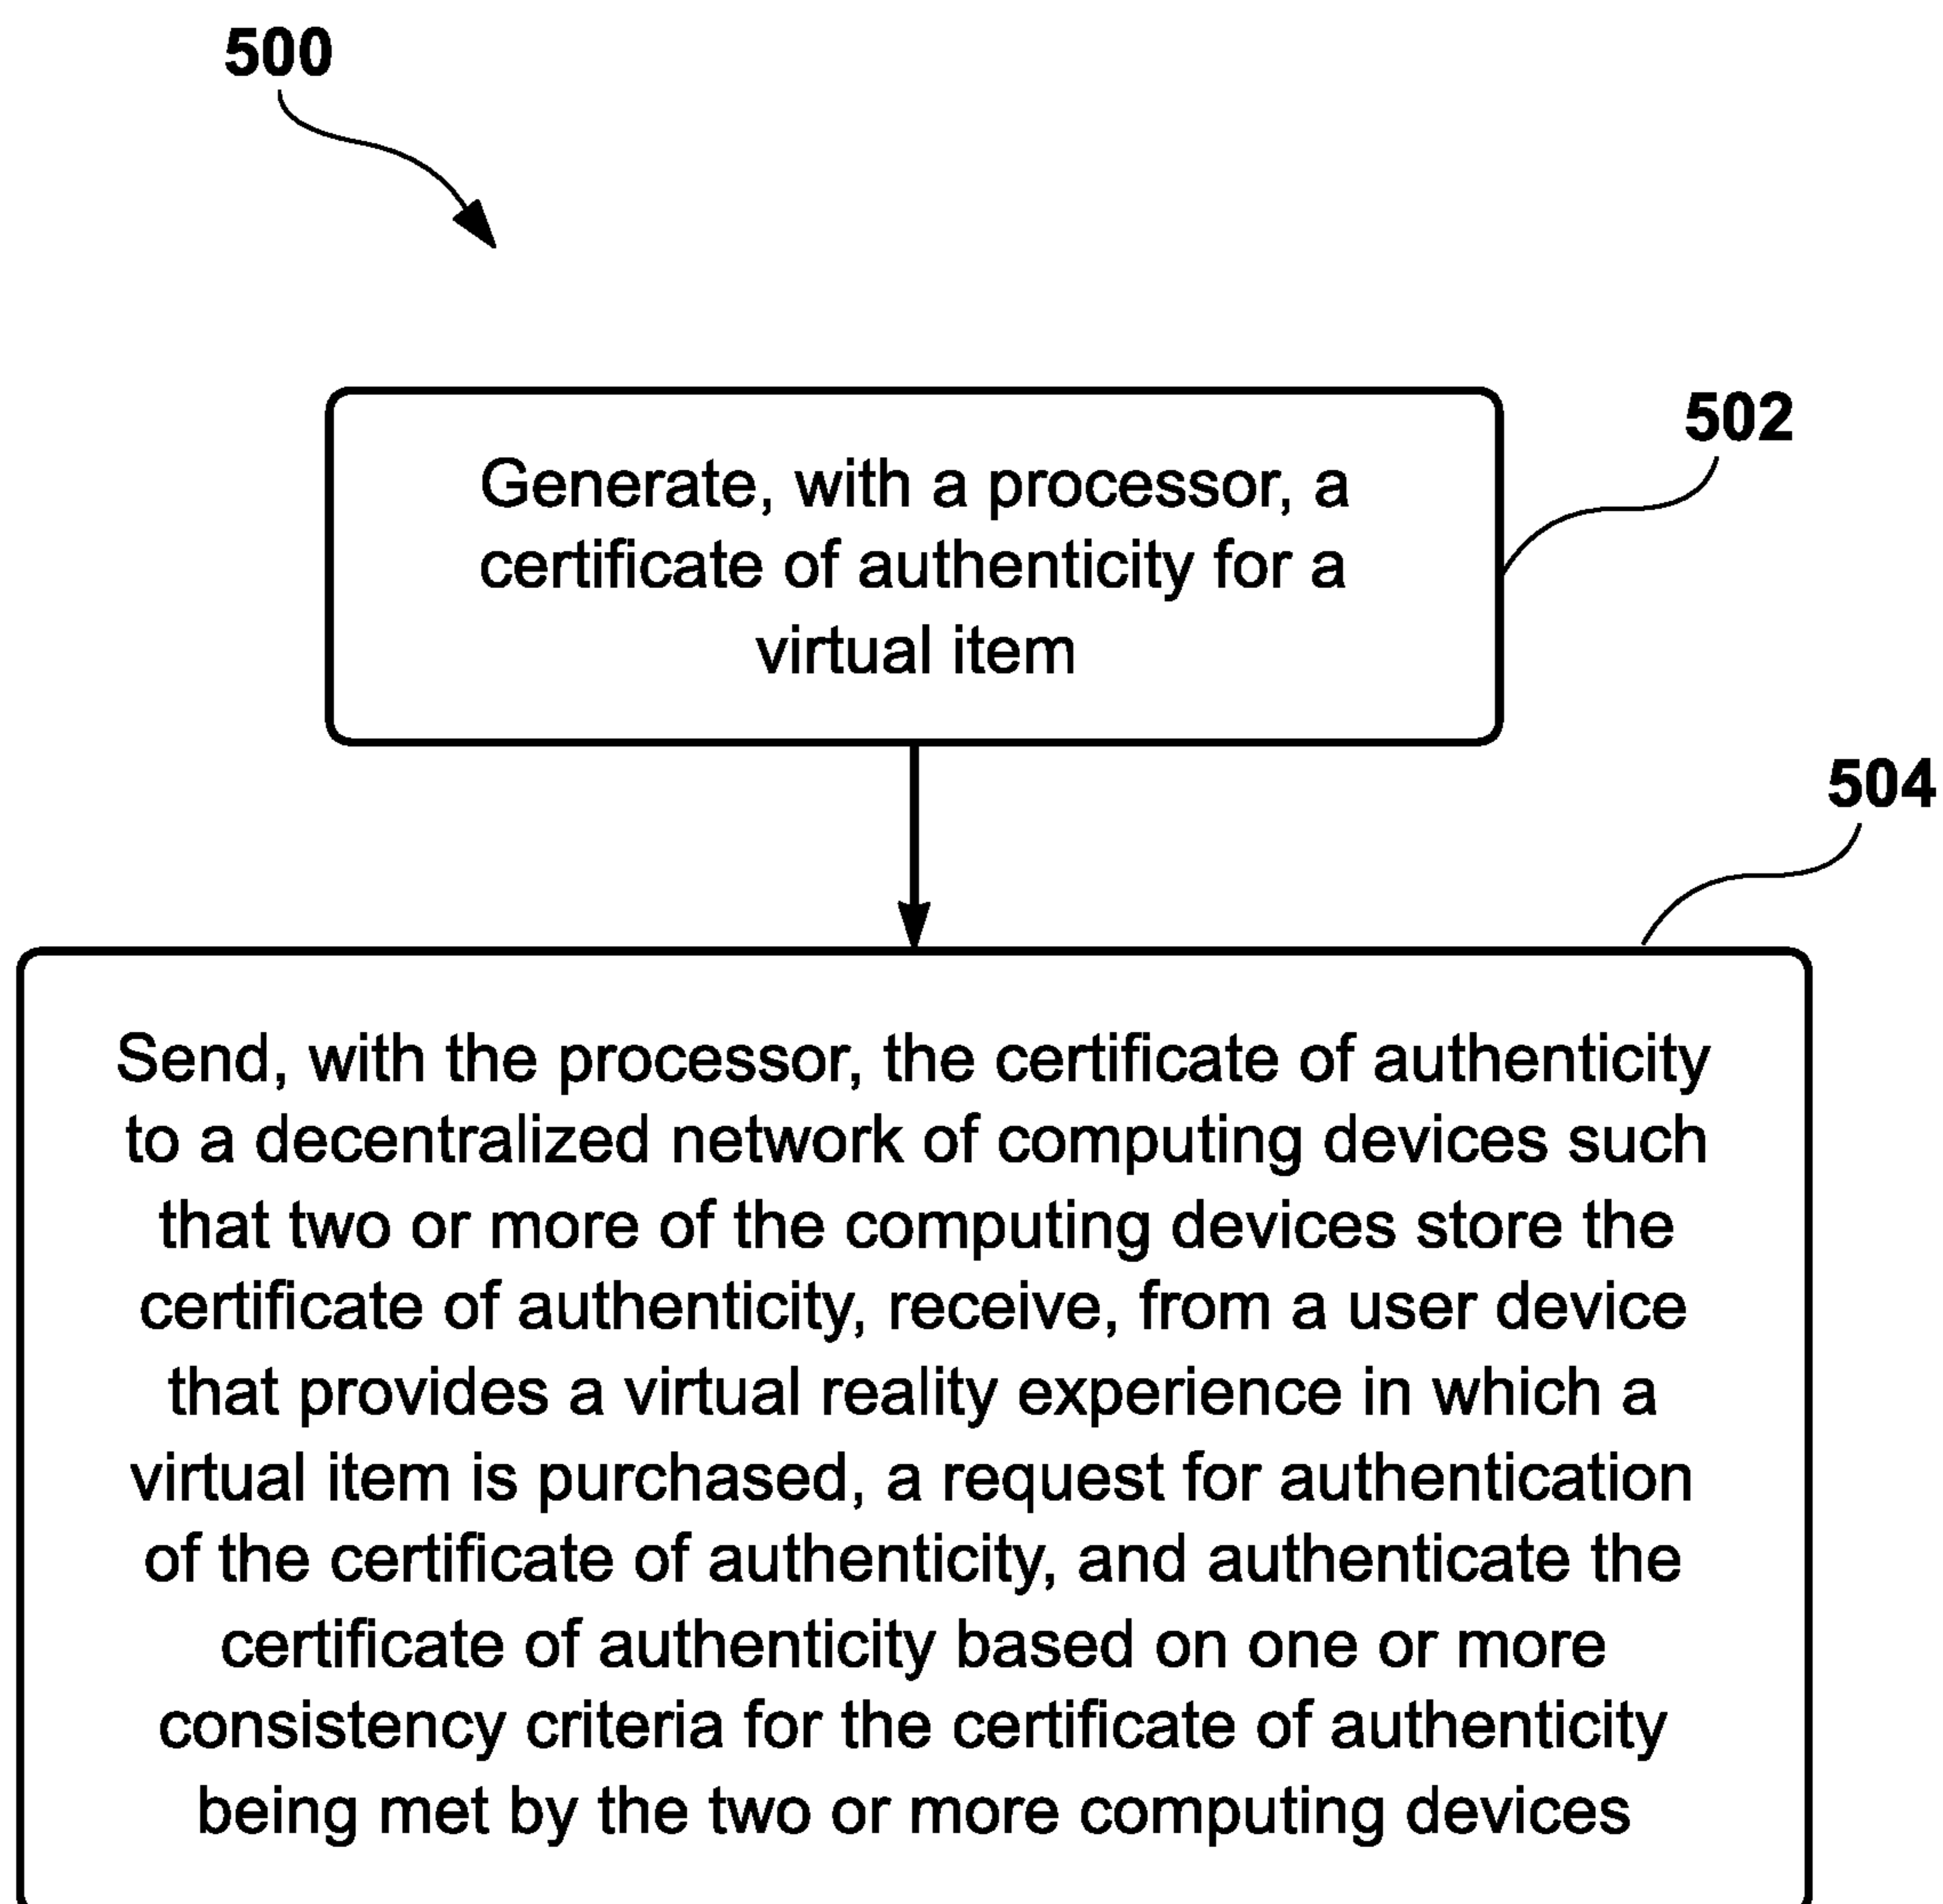 500
502
Generate, with a processor, a
certificate of authenticity for a
virtual item
504
Send, with the processor, the certificate of authenticity
to a decentralized network of computing devices such
that two or more of the computing devices store the
certificate of authenticity, receive, from a user device
that provides a virtual reality experience in which a
virtual item is purchased, a request for authentication
of the certificate of authenticity, and authenticate the
certificate of authenticity based on one or more
consistency criteria for the certificate of authenticity
being met by the two or more computing devices